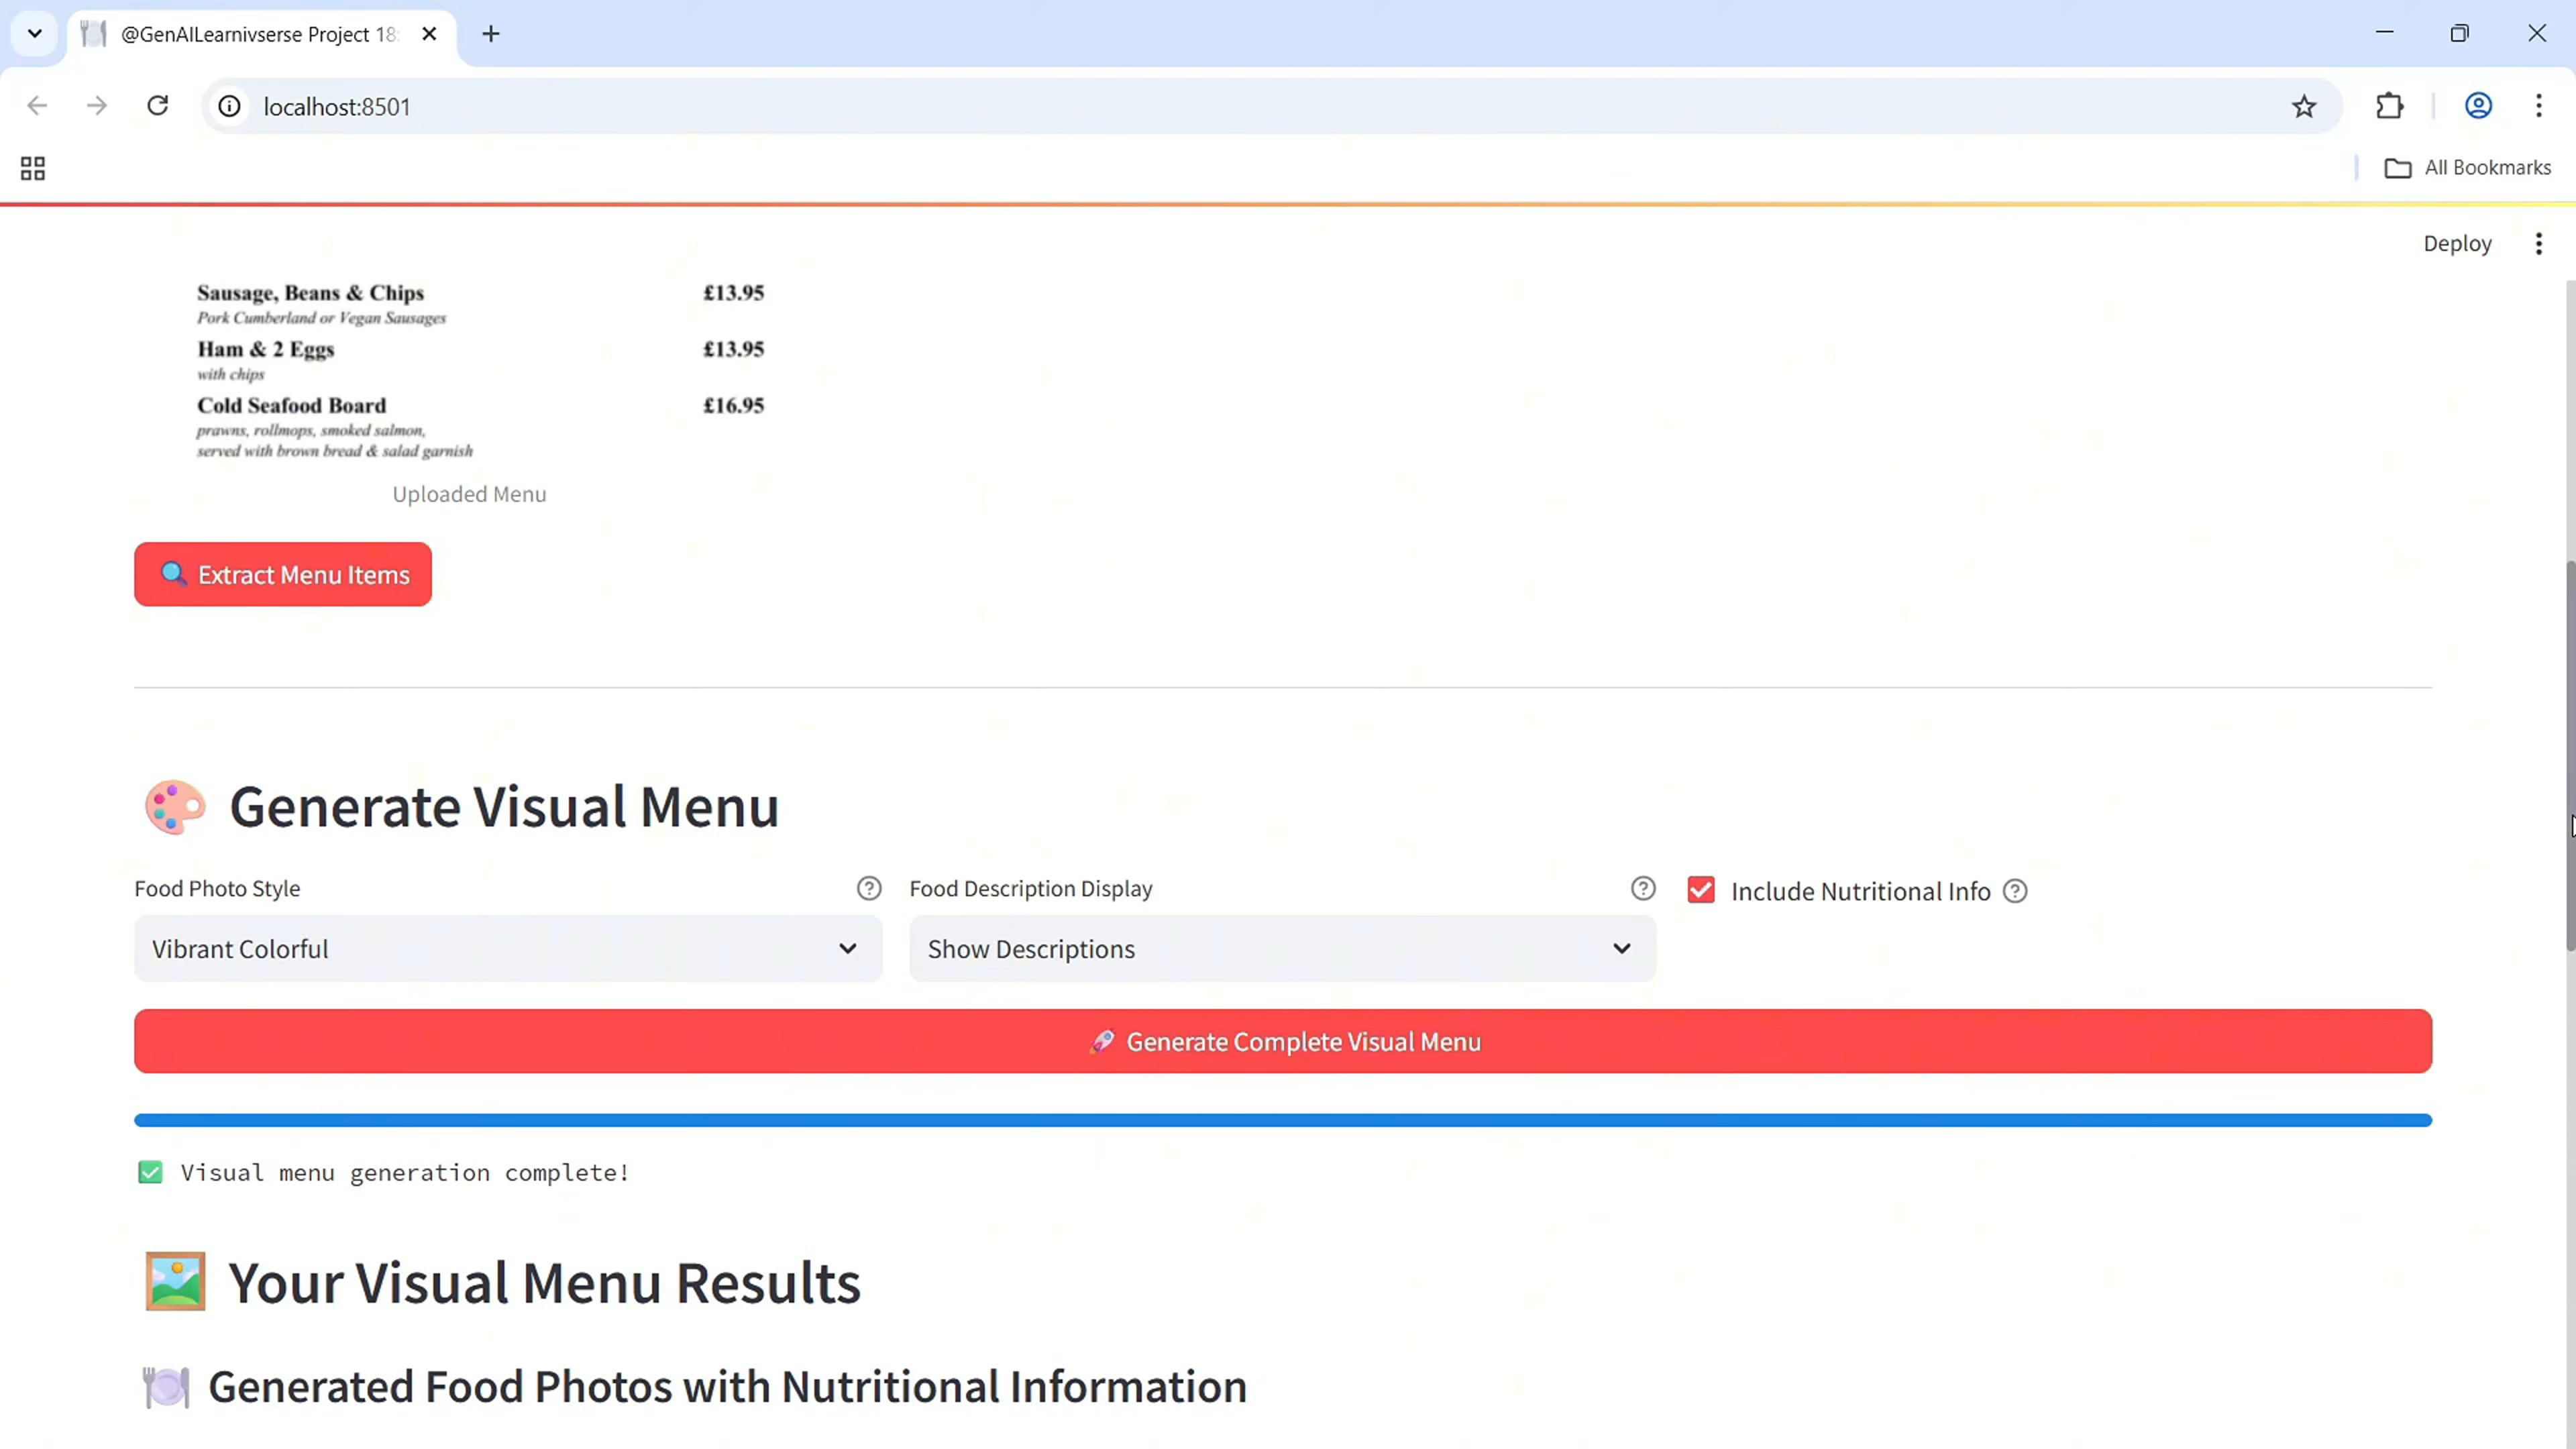 @GenAILearnivserse Project 18:
localhost:8501
All Bookmarks
Deploy
Sausage, Beans & Chips £13.95
Pork Cumberland or Vegan Sausages
Ham & 2 Eggs £13.95
with chips
Cold Seafood Board £16.95
prawns, rollmops, smoked salmon,
served with brown bread & salad garnish
Uploaded Menu
Extract Menu Items
Generate Visual Menu
Food Photo Style
Food Description Display
Include Nutritional Info
Vibrant Colorful
Show Descriptions
Generate Complete Visual Menu
Visual menu generation complete!
Your Visual Menu Results
Generated Food Photos with Nutritional Information